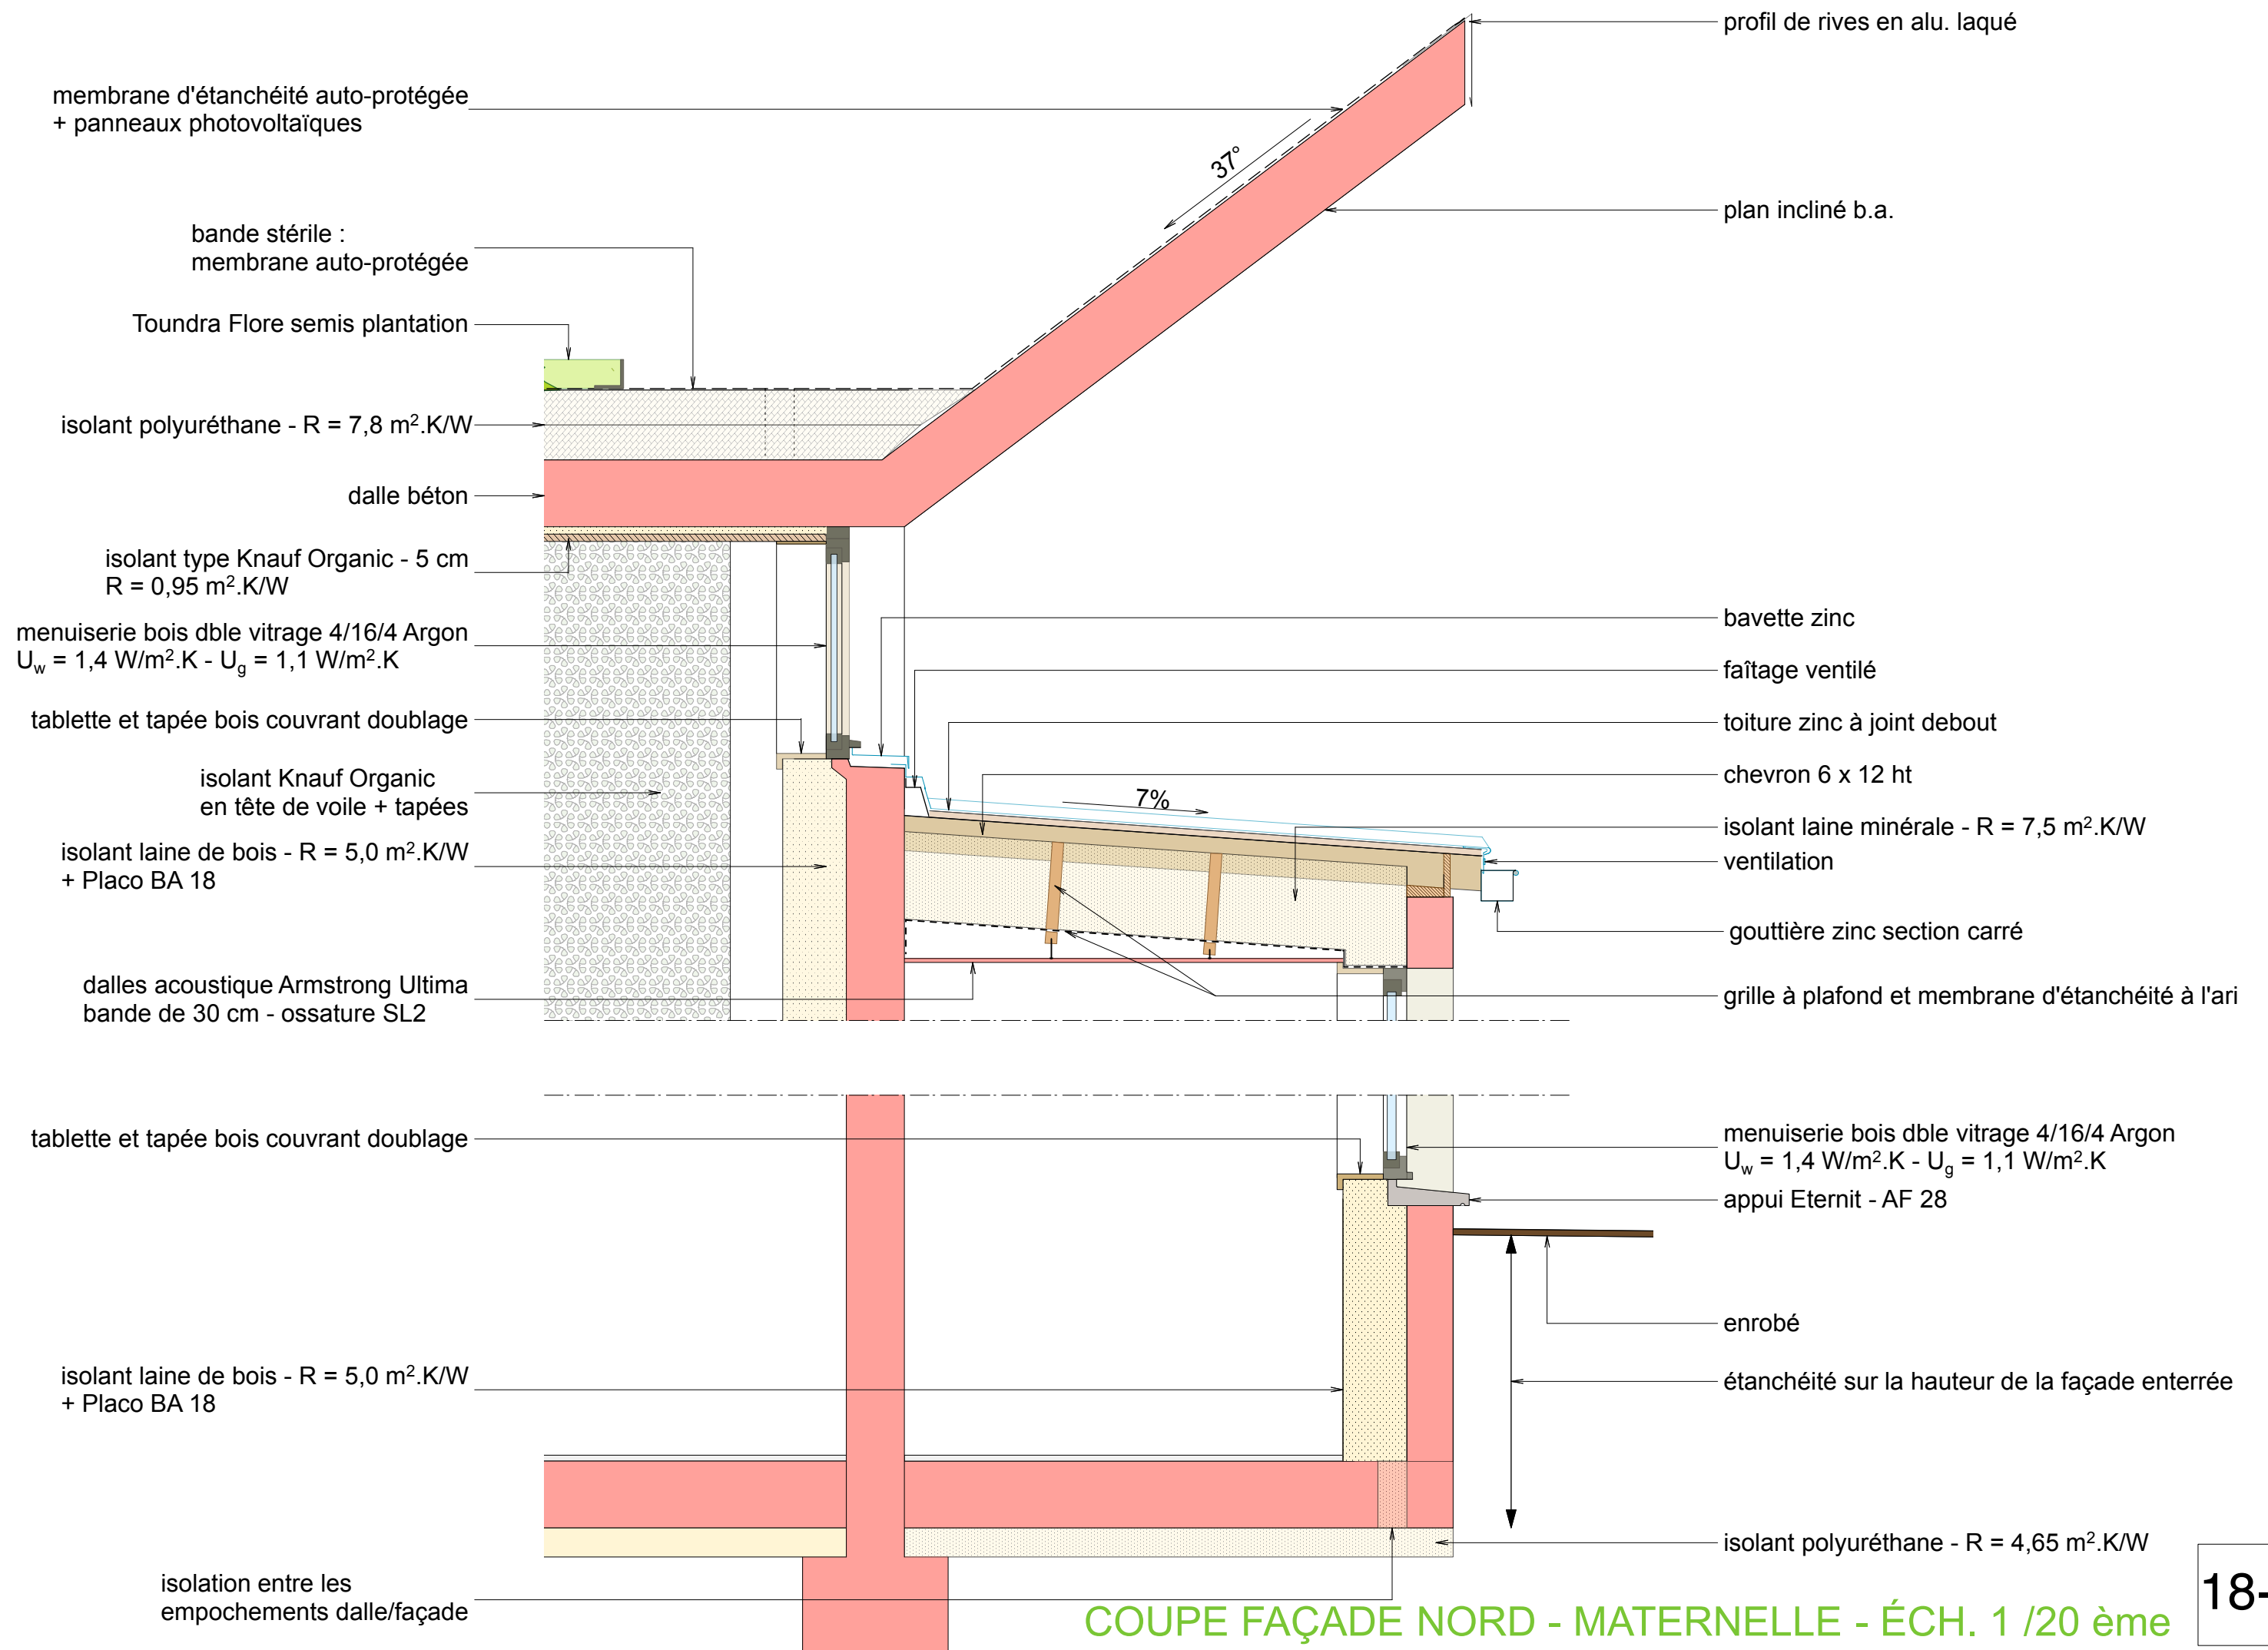 membrane d'étanchéité auto-protégée
+ panneaux photovoltaïques
bande stérile :
membrane auto-protégée
Toundra Flore semis plantation
isolant polyuréthane - R = 7,8 m².K/W
dalle béton
isolant type Knauf Organic - 5 cm
R = 0,95 m².K/W
menuiserie bois dble vitrage 4/16/4 Argon
Uw = 1,4 W/m².K - Ug = 1,1 W/m².K
tablette et tapée bois couvrant doublage
isolant Knauf Organic
en tête de voile + tapées
isolant laine de bois - R = 5,0 m².K/W
+ Placo BA 18
dalles acoustique Armstrong Ultima
bande de 30 cm - ossature SL2
tablette et tapée bois couvrant doublage
isolant laine de bois - R = 5,0 m².K/W
+ Placo BA 18
isolation entre les
empochements dalle/façade
37°
7%
profil de rives en alu. laqué
plan incliné b.a.
bavette zinc
faîtage ventilé
toiture zinc à joint debout
chevron 6 x 12 ht
isolant laine minérale - R = 7,5 m².K/W
ventilation
gouttière zinc section carré
grille à plafond et membrane d'étanchéité à l'ari
menuiserie bois dble vitrage 4/16/4 Argon
Uw = 1,4 W/m².K - Ug = 1,1 W/m².K
appui Eternit - AF 28
enrobé
étanchéité sur la hauteur de la façade enterrée
isolant polyuréthane - R = 4,65 m².K/W
COUPE FAÇADE NORD - MATERNELLE - ÉCH. 1 /20 ème
18-